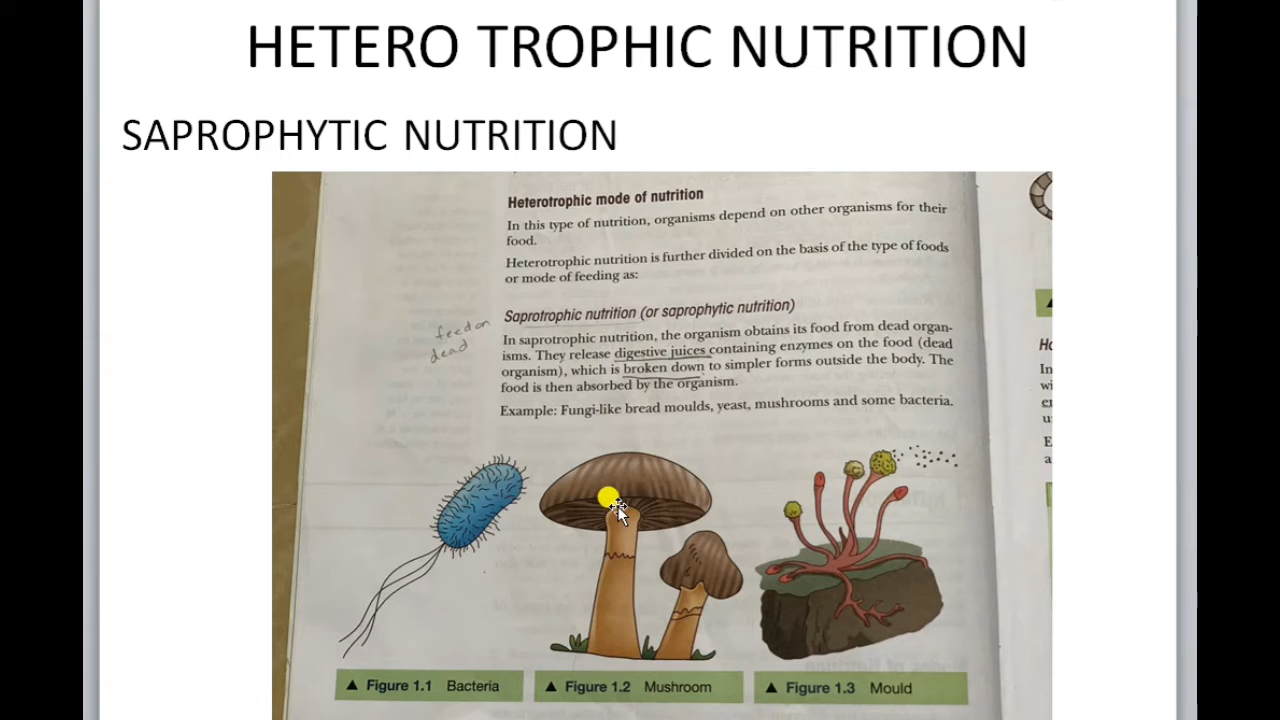 HETERO TROPHIC NUTRITION
SAPROPHYTIC NUTRITION
Heterotrophic mode of nutrition
In this type of nutrition, organisms depend on other organisms for their
food.
Heterotrophic nutrition is further divided on the basis of the type of foods
or mode of feeding as:
Saprotrophic nutrition (or saprophytic nutrition)
feed on
dead
In saprotrophic nutrition, the organism obtains its food from dead organ-
isms. They release digestive juices containing enzymes on the food (dead
organism), which is broken down to simpler forms outside the body. The
food is then absorbed by the organism.
Example: Fungi-like bread moulds, yeast, mushrooms and some bacteria.
▲ Figure 1.1 Bacteria
▲ Figure 1.2 Mushroom
▲ Figure 1.3 Mould
Ho
In
wi
u
E
a